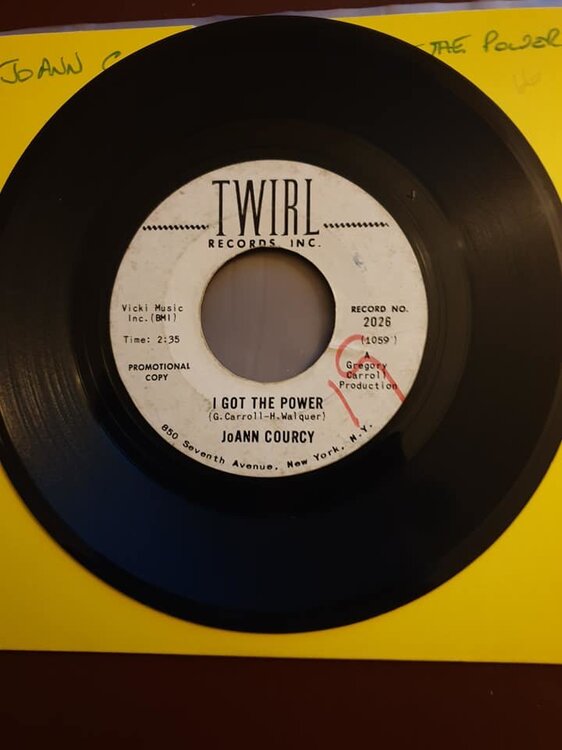 JOANN C
THE POWER
TWIRL
RECORDS, INC.
Vicki Music
Inc.(BMI)
Time: 2:35
PROMOTIONAL
COPY
RECORD NO.
2026
(1059)
A
Gregory
Carroll
Production
19
I GOT THE POWER
(G.Carroll-H.Walquer)
JoANN COURCY
850 Seventh Avenue, New York, N.Y.